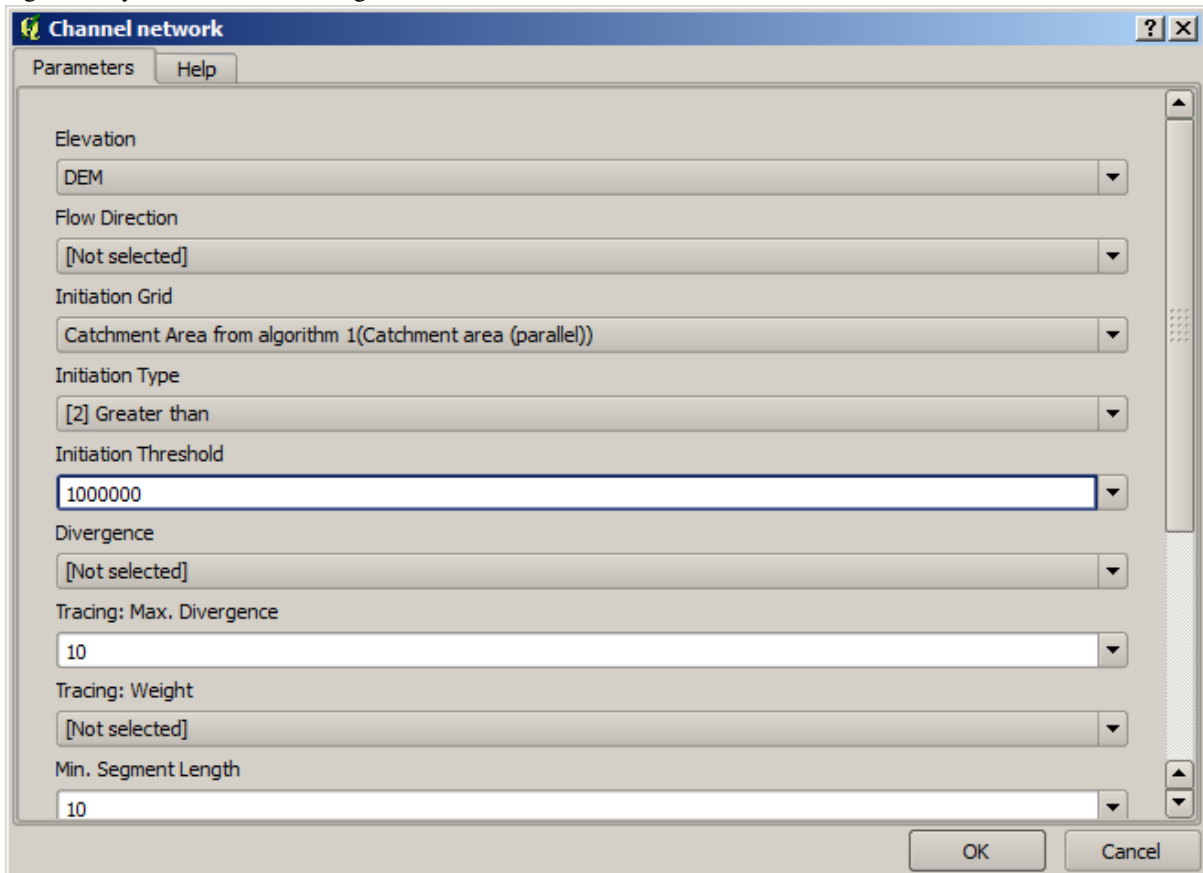 Channel network
Parameters Help
Elevation
DEM
Flow Direction
[Not selected]
Initiation Grid
Catchment Area from algorithm 1(Catchment area (parallel))
Initiation Type
[2] Greater than
Initiation Threshold
1000000
Divergence
[Not selected]
Tracing: Max. Divergence
10
Tracing: Weight
[Not selected]
Min. Segment Length
10
OK Cancel